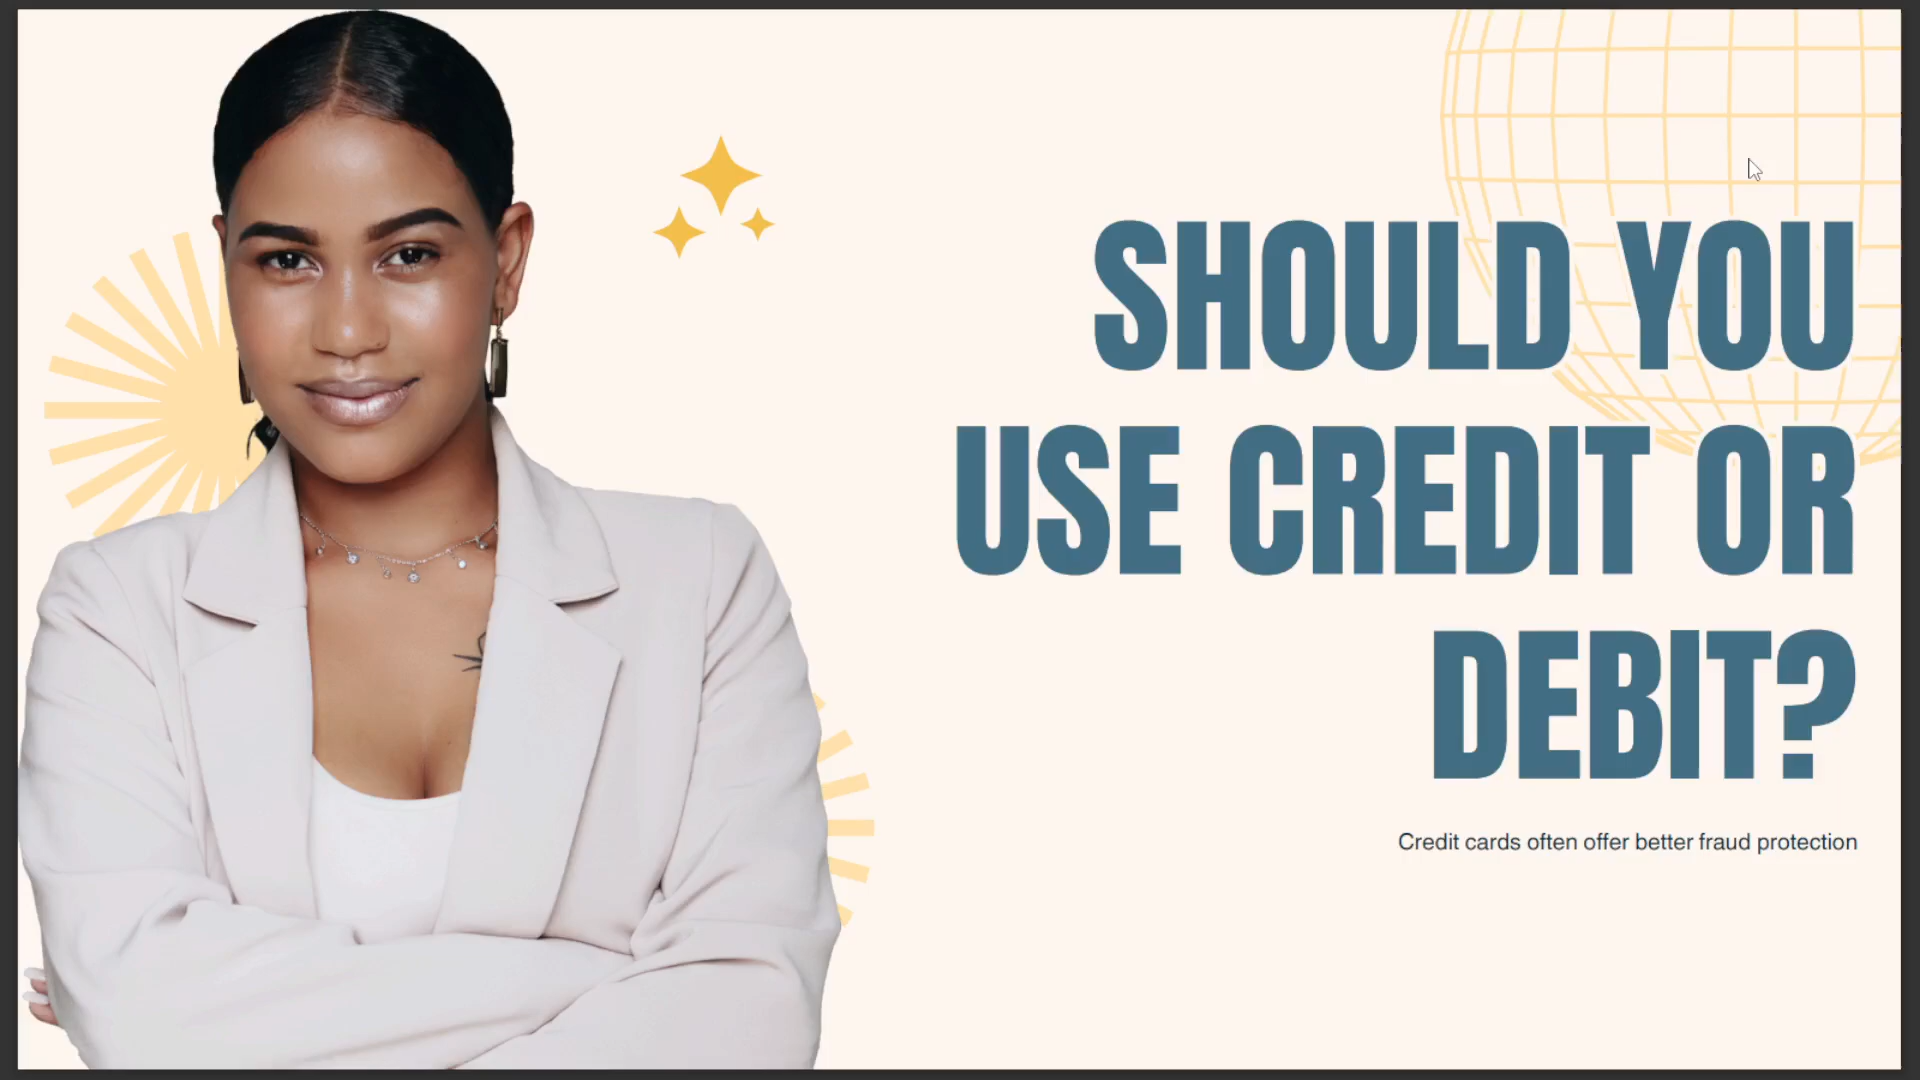 SHOULD YOU
USE CREDIT OR
DEBIT?
Credit cards often offer better fraud protection